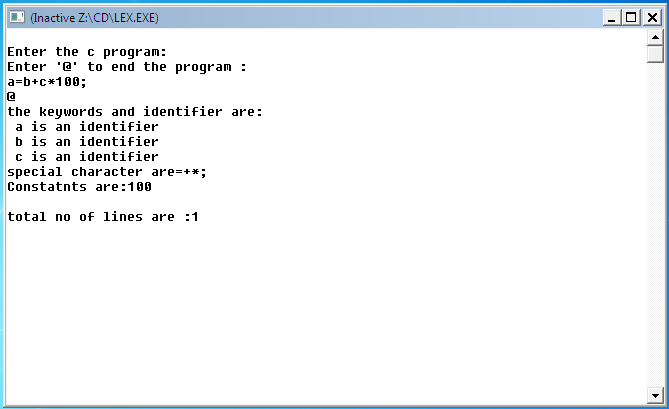 (Inactive Z:\CD\LEX.EXE)
Enter the c program:
Enter '@' to end the program :
a=b+c*100;
@
the keywords and identifier are:
a is an identifier
b is an identifier
c is an identifier
special character are=+*;
Constatnts are:100
total no of lines are :1